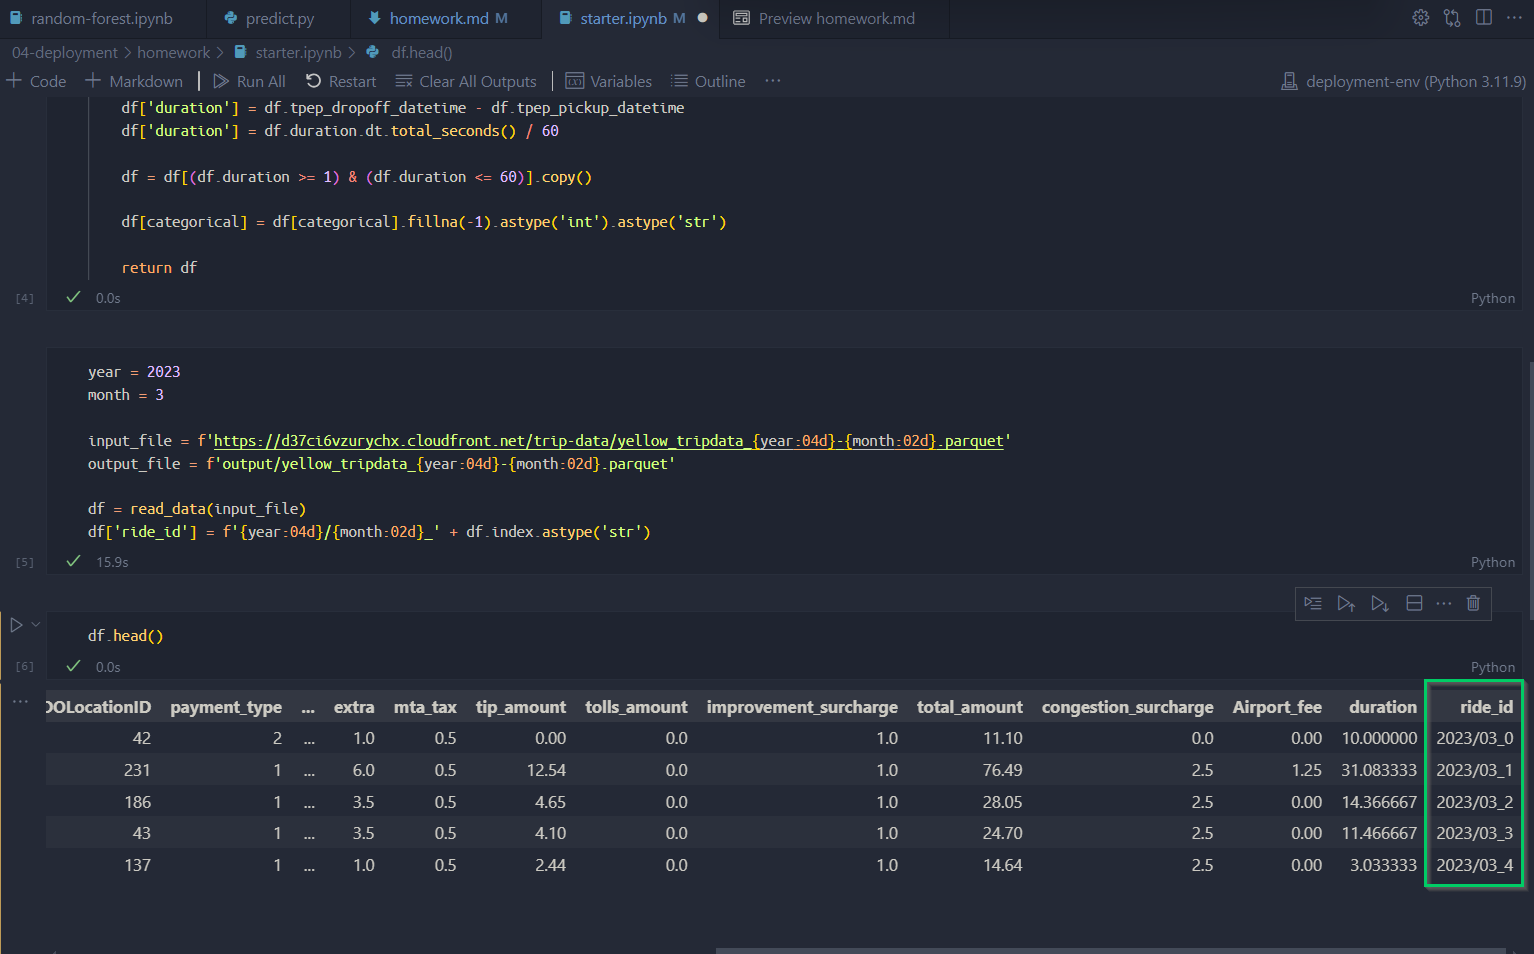 random-forest.ipynb predict.py homework.md M starter.ipynb M Preview homework.md
04-deployment > homework > starter.ipynb > df.head()
+ Code + Markdown Run All Restart Clear All Outputs Variables Outline ... deployment-env (Python 3.11.9)
df['duration'] = df.tpep_dropoff_datetime - df.tpep_pickup_datetime
df['duration'] = df.duration.dt.total_seconds() / 60
df = df[(df.duration >= 1) & (df.duration <= 60)].copy()
df[categorical] = df[categorical].fillna(-1).astype('int').astype('str')
return df
[4] 0.0s Python
year = 2023
month = 3
input_file = f'https://d37ci6vzurychx.cloudfront.net/trip-data/yellow_tripdata_{year:04d}-{month:02d}.parquet'
output_file = f'output/yellow_tripdata_{year:04d}-{month:02d}.parquet'
df = read_data(input_file)
df['ride_id'] = f'{year:04d}/{month:02d}_' + df.index.astype('str')
[5] 15.9s Python
df.head()
[6] 0.0s Python
DOLocationID payment_type ... extra mta_tax tip_amount tolls_amount improvement_surcharge total_amount congestion_surcharge Airport_fee duration ride_id
42 2 ... 1.0 0.5 0.00 0.0 1.0 11.10 0.0 0.00 10.000000 2023/03_0
231 1 ... 6.0 0.5 12.54 0.0 1.0 76.49 2.5 1.25 31.083333 2023/03_1
186 1 ... 3.5 0.5 4.65 0.0 1.0 28.05 2.5 0.00 14.366667 2023/03_2
43 1 ... 3.5 0.5 4.10 0.0 1.0 24.70 2.5 0.00 11.466667 2023/03_3
137 1 ... 1.0 0.5 2.44 0.0 1.0 14.64 2.5 0.00 3.033333 2023/03_4